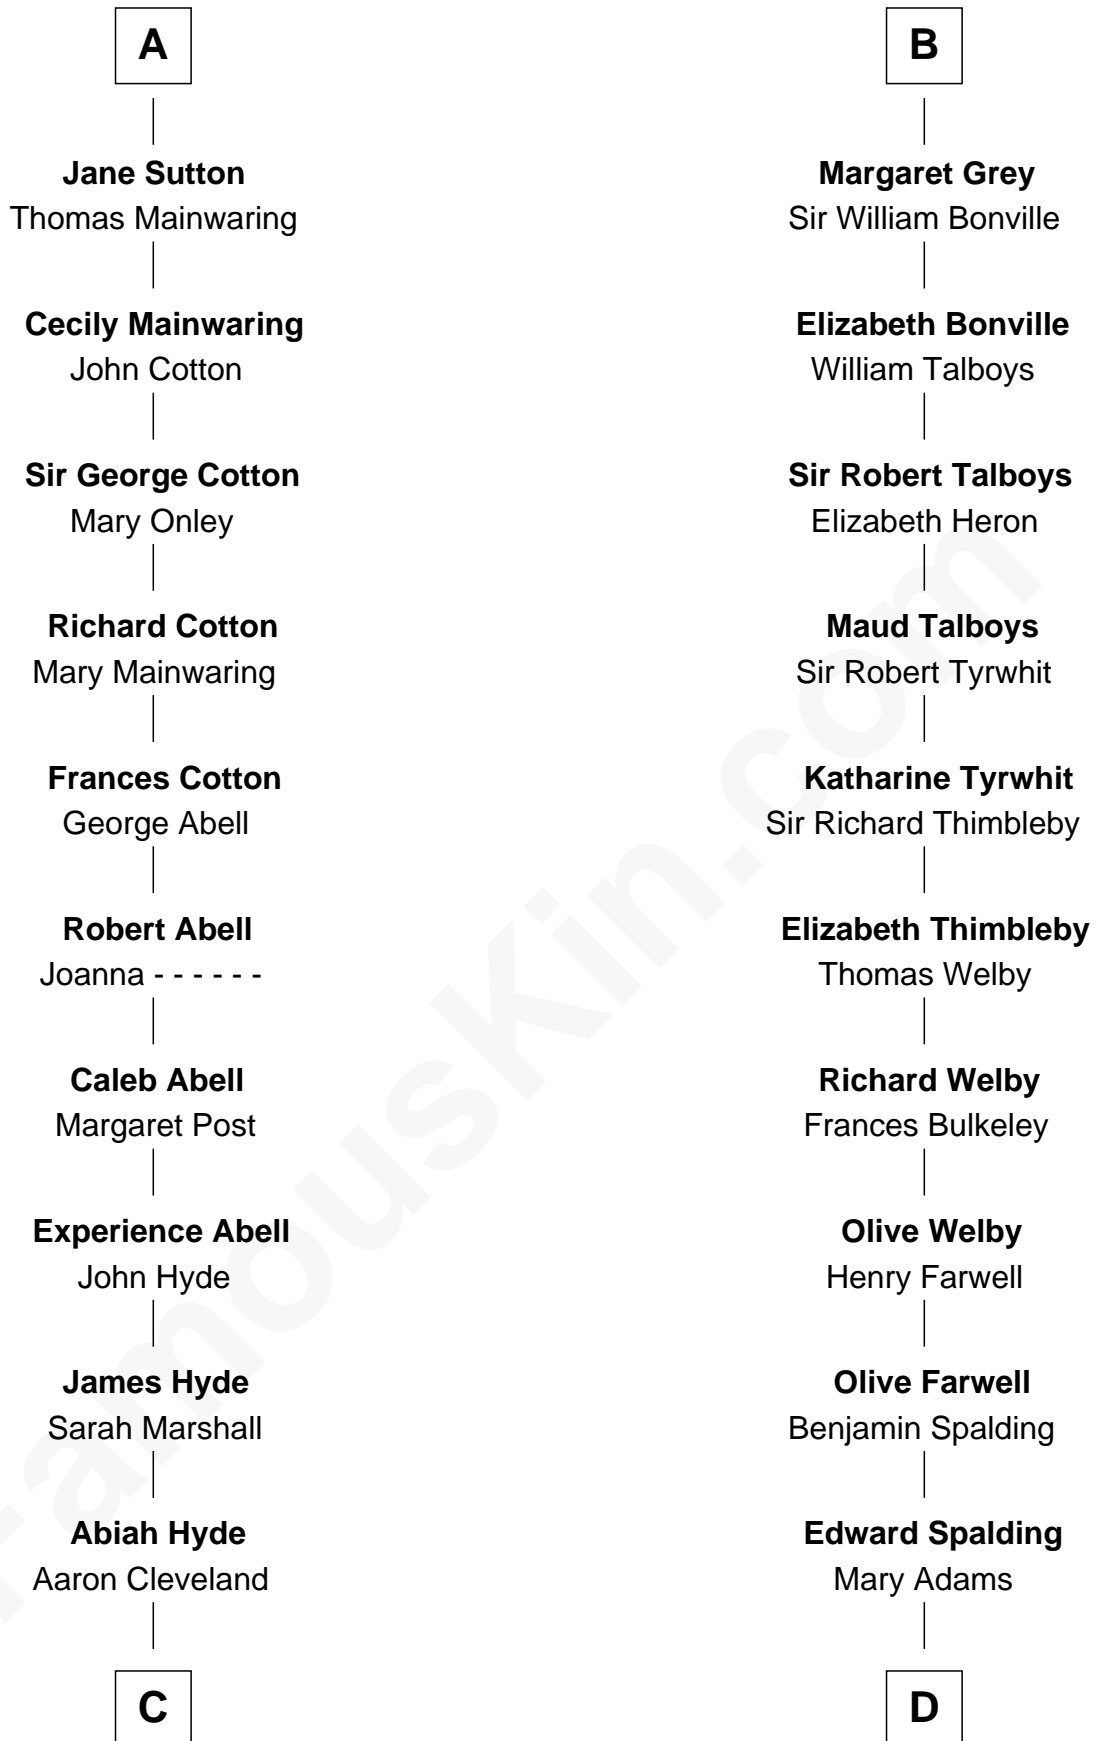 A
Jane Sutton
Thomas Mainwaring
Cecily Mainwaring
John Cotton
Sir George Cotton
Mary Onley
Richard Cotton
Mary Mainwaring
Frances Cotton
George Abell
Robert Abell
Joanna - - - - - -
Caleb Abell
Margaret Post
Experience Abell
John Hyde
James Hyde
Sarah Marshall
Abiah Hyde
Aaron Cleveland
C
B
Margaret Grey
Sir William Bonville
Elizabeth Bonville
William Talboys
Sir Robert Talboys
Elizabeth Heron
Maud Talboys
Sir Robert Tyrwhit
Katharine Tyrwhit
Sir Richard Thimbleby
Elizabeth Thimbleby
Thomas Welby
Richard Welby
Frances Bulkeley
Olive Welby
Henry Farwell
Olive Farwell
Benjamin Spalding
Edward Spalding
Mary Adams
D
FamousKin.com